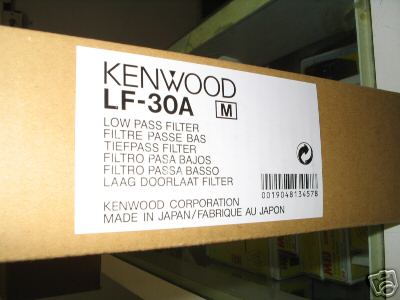 KENWOOD
LF-30A M
LOW PASS FILTER
FILTRE PASSE BAS
TIEFPASS FILTER
FILTRO PASA BAJOS
FILTRO PASSA BASSO
LAAG DOORLAAT FILTER
0019048134578
KENWOOD CORPORATION
MADE IN JAPAN/FABRIQUE AU JAPON